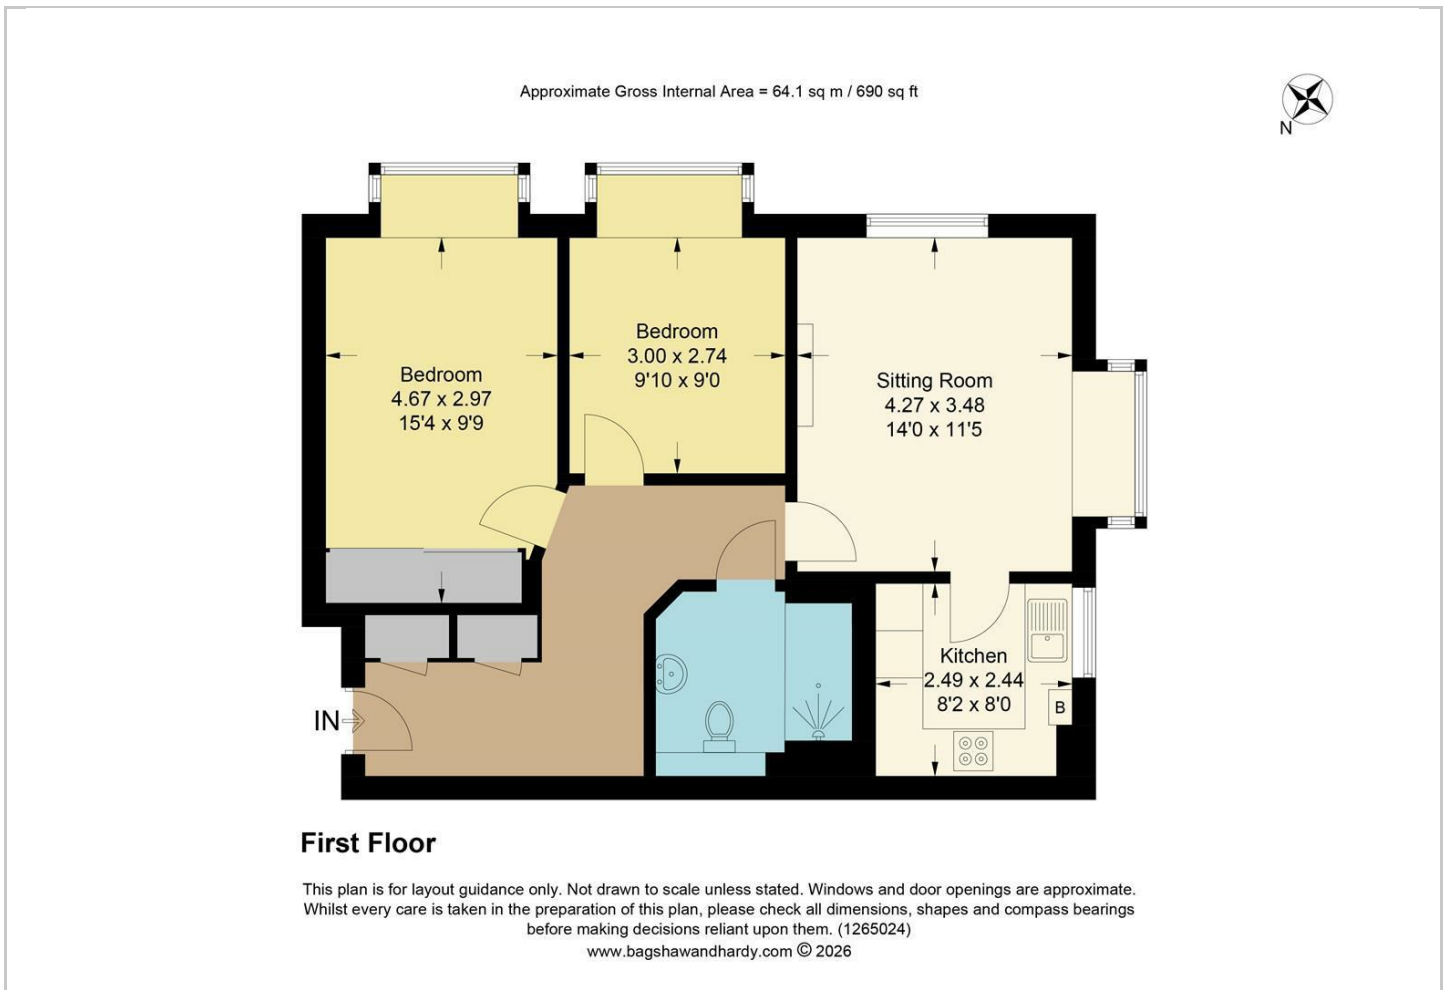 Approximate Gross Internal Area = 64.1 sq m / 690 sq ft
N
Bedroom
4.67 x 2.97
15'4 x 9'9
Bedroom
3.00 x 2.74
9'10 x 9'0
Sitting Room
4.27 x 3.48
14'0 x 11'5
Kitchen
2.49 x 2.44
8'2 x 8'0
B
IN
First Floor
This plan is for layout guidance only. Not drawn to scale unless stated. Windows and door openings are approximate.
Whilst every care is taken in the preparation of this plan, please check all dimensions, shapes and compass bearings
before making decisions reliant upon them. (1265024)
www.bagshawandhardy.com © 2026